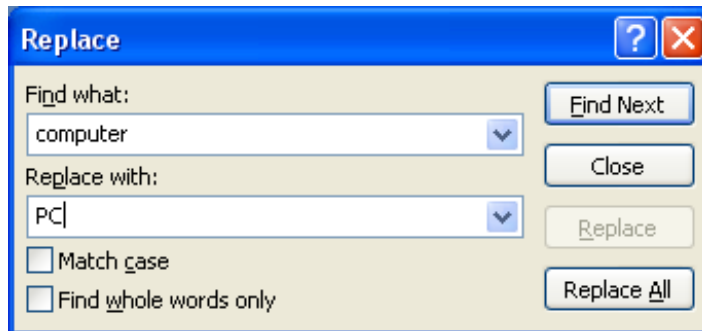 Replace
?
Find what:
computer
Find Next
Close
Replace with:
PC
Replace
Match case
Find whole words only
Replace All